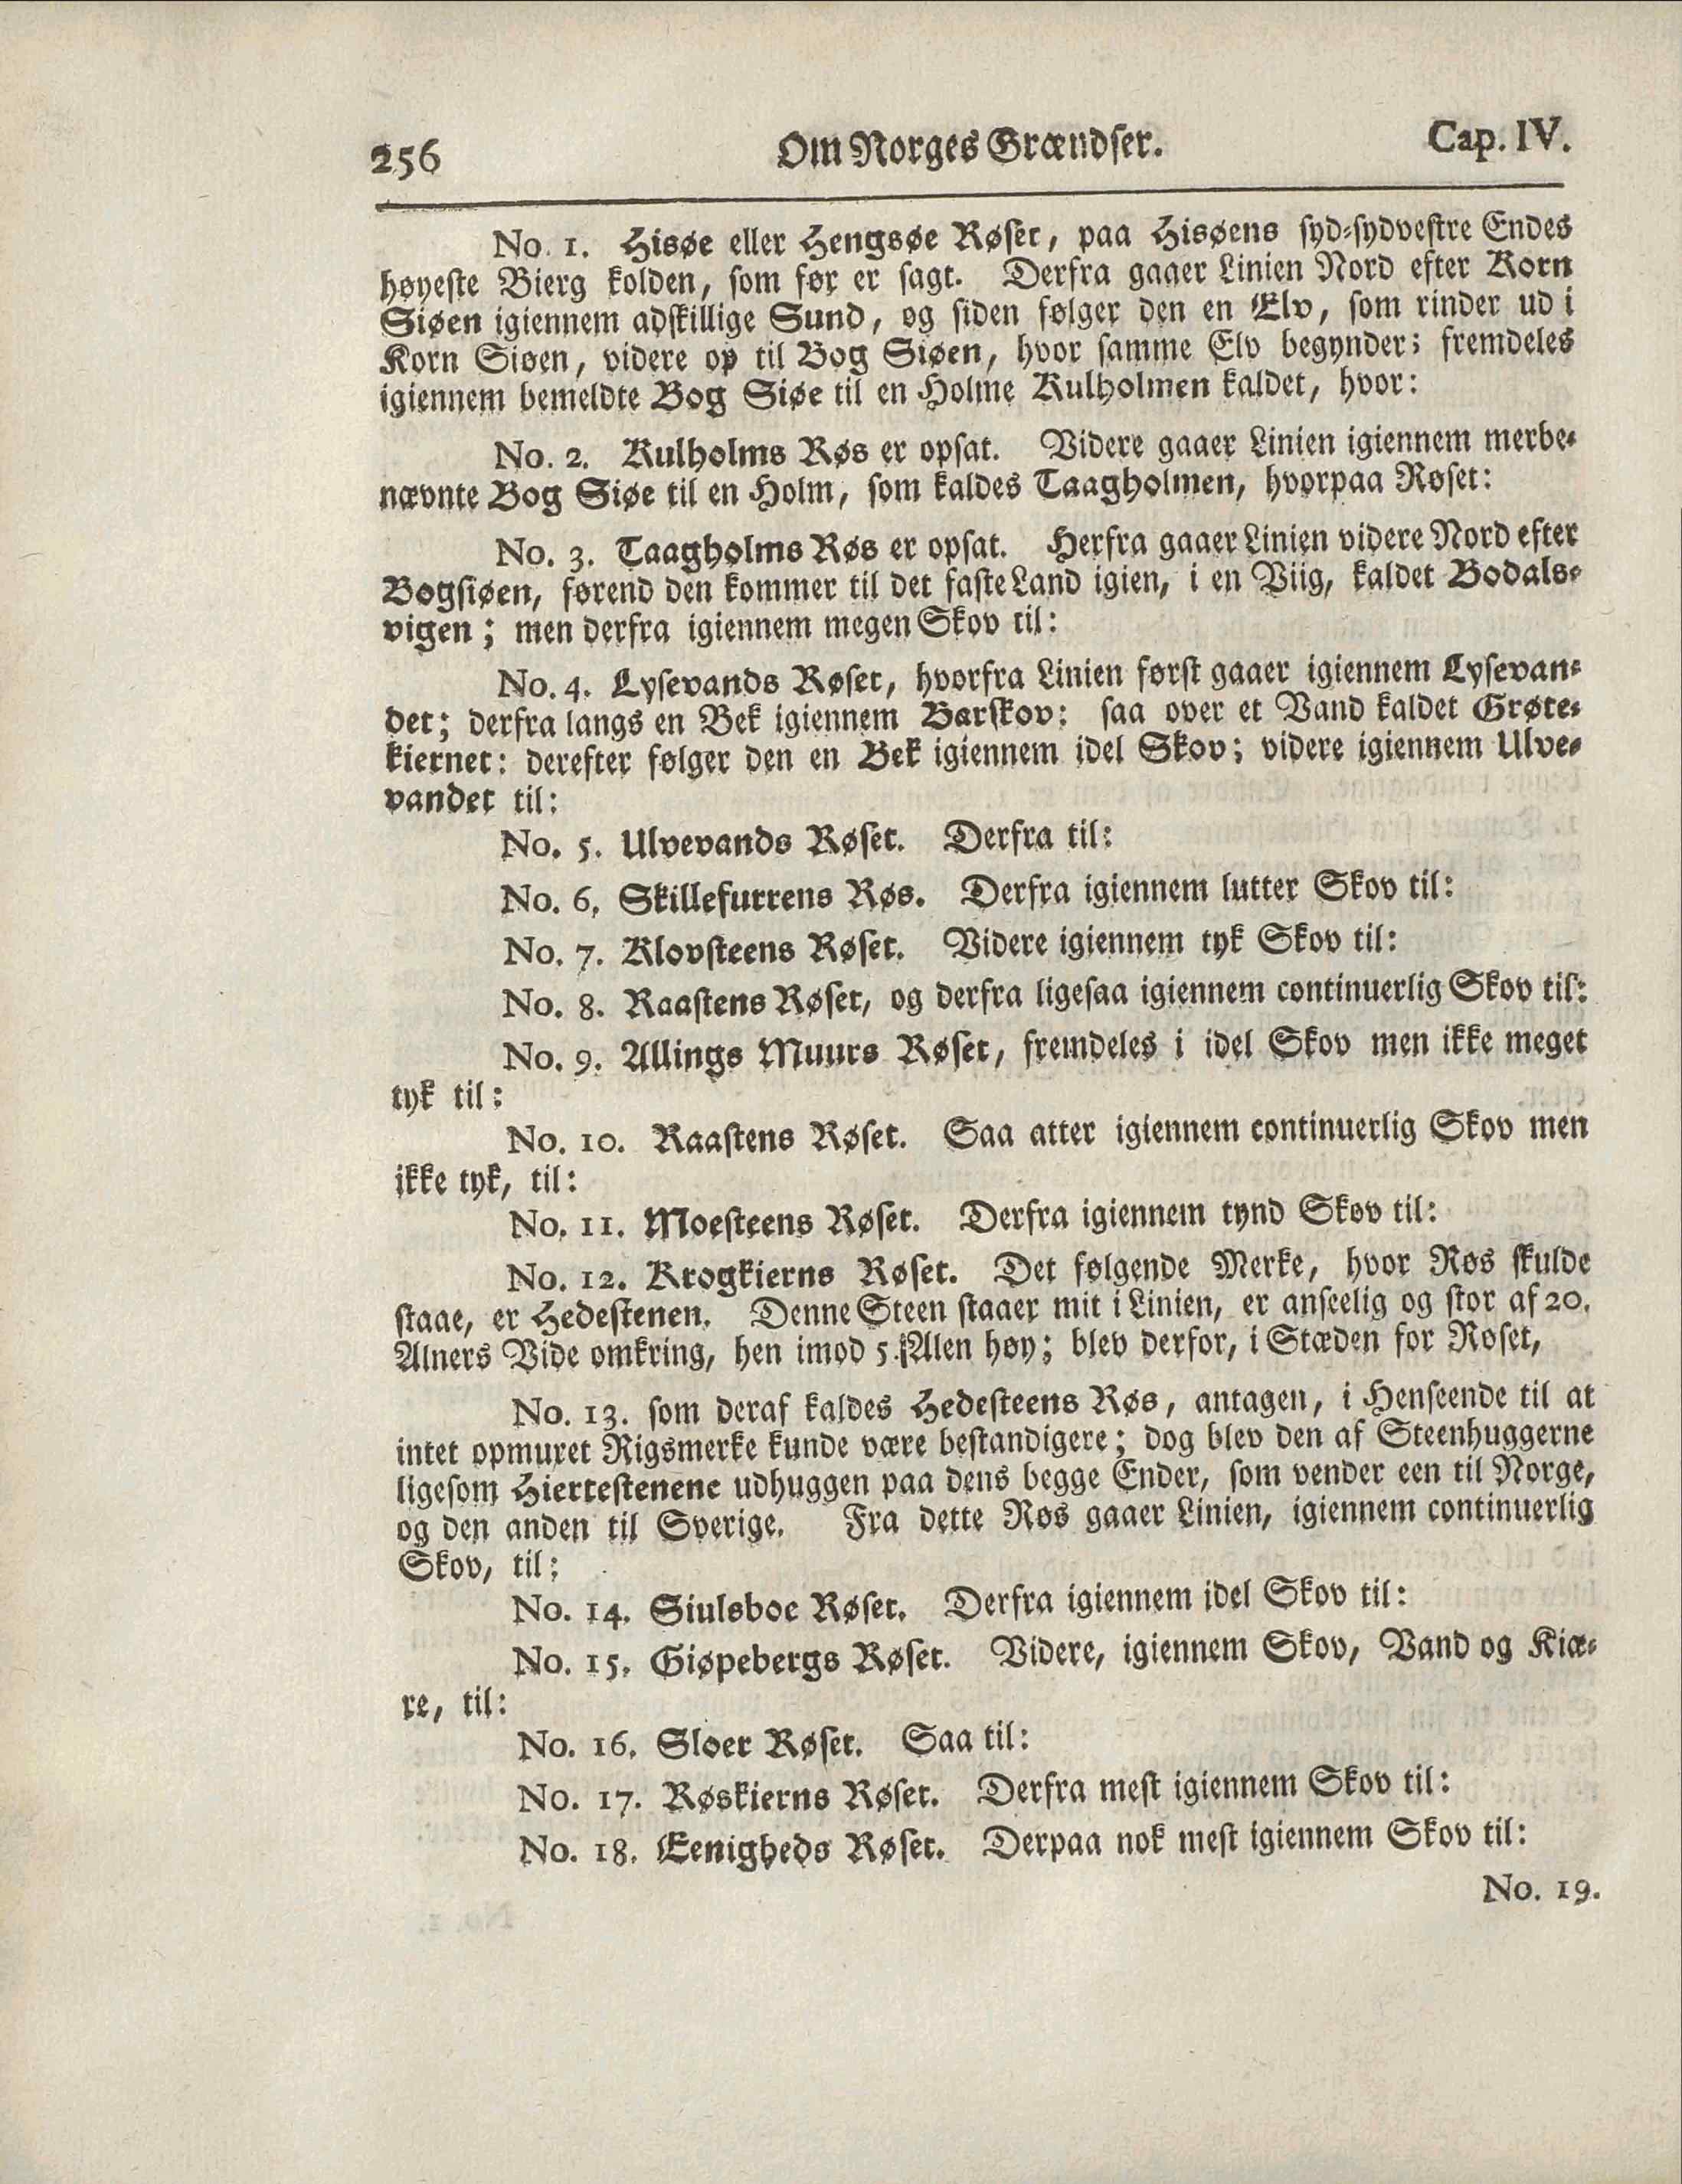 256 Om Norges Grændser. Cap. IV.
No. 1. Hisøe eller Hengsøe Røset, paa Hisøens syd-sydvestre Endes
høyeste Bierg kolden, som før er sagt. Derfra gaaer Linien Nord efter Korn
Siøen igiennem adskillige Sund, og siden følger den en Elv, som rinder ud i
Korn Siøen, videre op til Bog Siøen, hvor samme Elv begynder; fremdeles
igiennem bemeldte Bog Siøe til en Holme Kulholmen kaldet, hvor:
No. 2. Kulholms Røs er opsat. Videre gaaer Linien igiennem merbe-
nævnte Bog Siøe til en Holm, som kaldes Taagholmen, hvorpaa Røset:
No. 3. Taagholms Røs er opsat. Herfra gaaer Linien videre Nord efter
Bogsiøen, førend den kommer til det faste Land igien, i en Viig, kaldet Bodals-
vigen; men derfra igiennem megen Skov til:
No. 4. Lysevands Røset, hvorfra Linien først gaaer igiennem Lysevan-
det; derfra langs en Bek igiennem Barskov: saa over et Vand kaldet Grøte-
kiernet: derefter følger den en Bek igiennem idel Skov; videre igiennem Ulve-
vandet til:
No. 5. Ulvevands Røset. Derfra til:
No. 6. Skillefurrens Røs. Derfra igiennem lutter Skov til:
No. 7. Klovsteens Røset. Videre igiennem tyk Skov til:
No. 8. Raastens Røset, og derfra ligesaa igiennem continuerlig Skov til:
No. 9. Allings Muurs Røset, fremdeles i idel Skov men ikke meget
tyk til:
No. 10. Raastens Røset. Saa atter igiennem continuerlig Skov men
ikke tyk, til:
No. 11. Moesteens Røset. Derfra igiennem tynd Skov til:
No. 12. Krogkierns Røset. Det følgende Merke, hvor Røs skulde
staae, er Hedestenen. Denne Steen staaer mit i Linien, er anseelig og stor af 20.
Alners Vide omkring, hen imod 5. Alen høy; blev derfor, i Stæden for Røset,
No. 13. som deraf kaldes Hedesteens Røs, antagen, i Henseende til at
intet opmuret Rigsmerke kunde være bestandigere; dog blev den af Steenhuggerne
ligesom Hiertestenene udhuggen paa dens begge Ender, som vender een til Norge,
og den anden til Sverige. Fra dette Røs gaaer Linien, igiennem continuerlig
Skov, til:
No. 14. Siulsboe Røset. Derfra igiennem idel Skov til:
No. 15. Giøpebergs Røset. Videre, igiennem Skov, Vand og Kiæ-
re, til:
No. 16. Sloer Røset. Saa til:
No. 17. Røskierns Røset. Derfra mest igiennem Skov til:
No. 18. Eenigheds Røset. Derpaa nok mest igiennem Skov til:
No. 19.